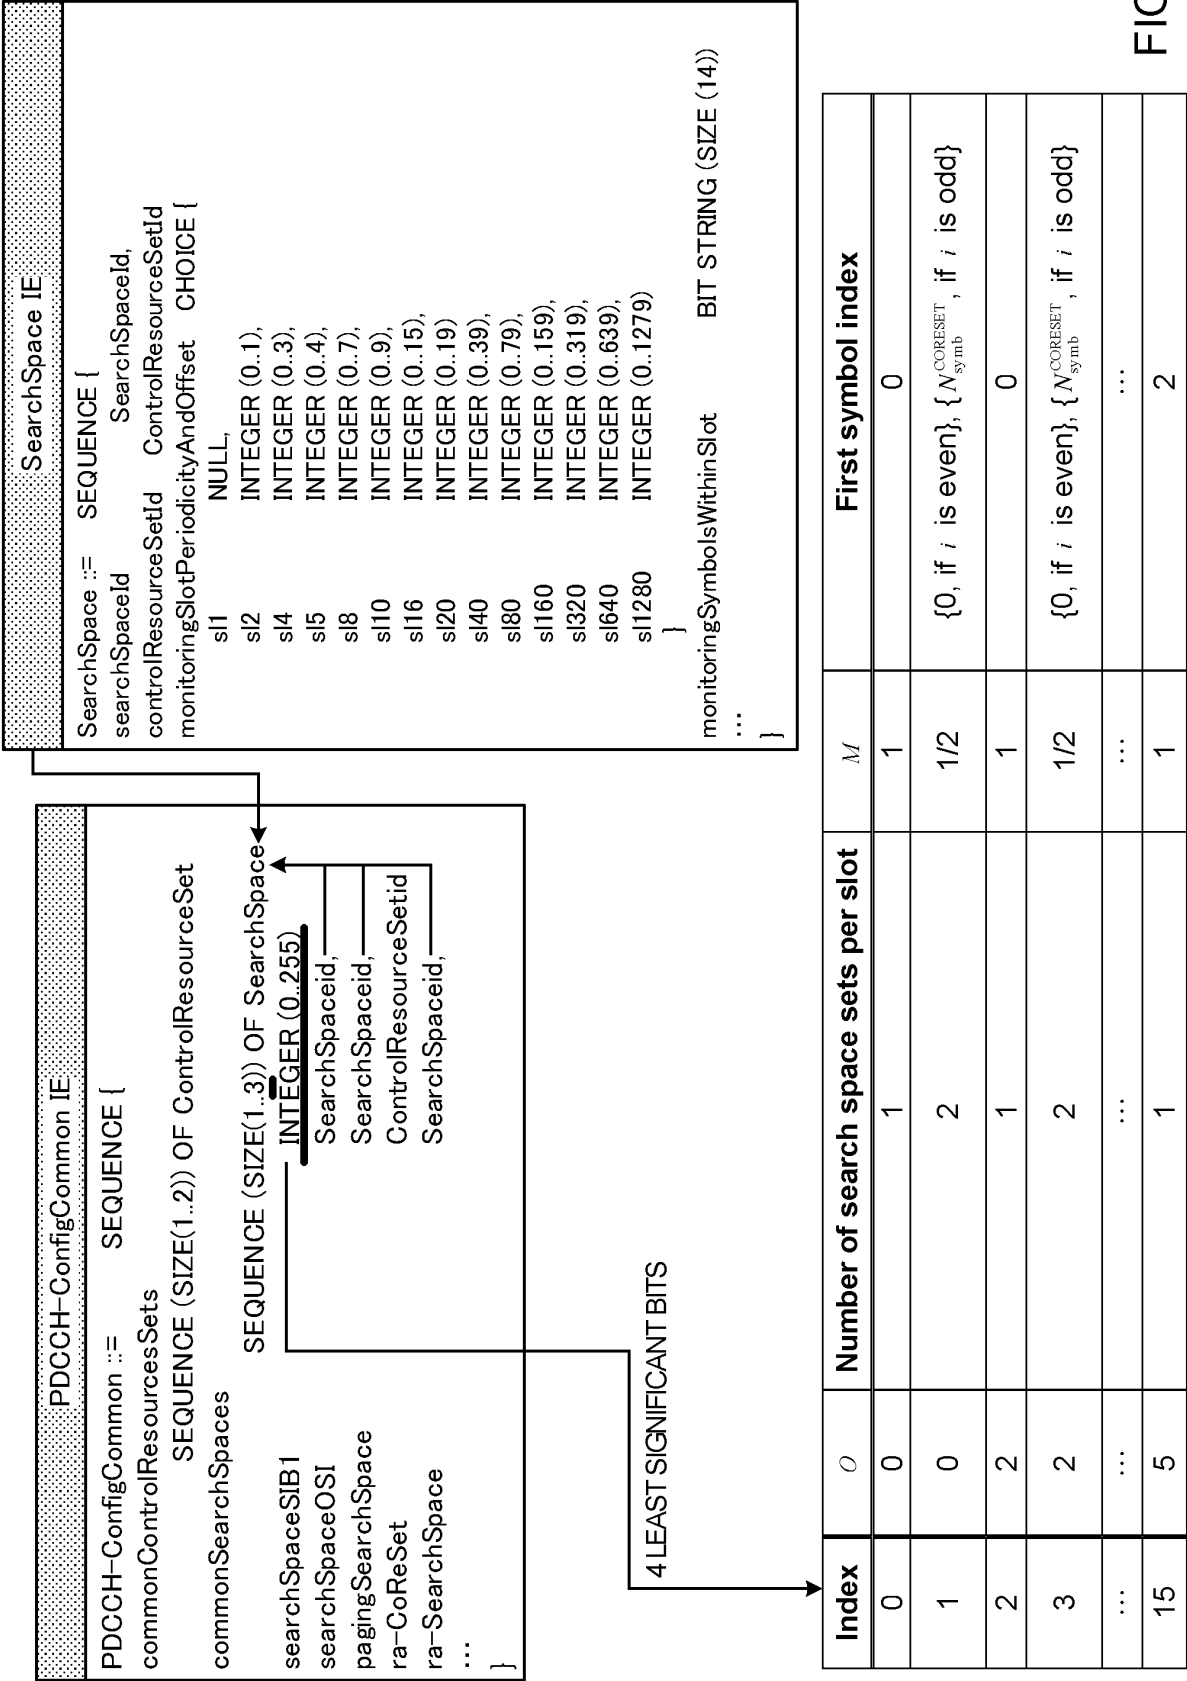 PDCCH-ConfigCommon IE
PDCCH-ConfigCommon ::= SEQUENCE {
commonControlResourcesSets
SEQUENCE (SIZE(1..2)) OF ControlResourceSet
commonSearchSpaces
SEQUENCE (SIZE(1..3)) OF SearchSpace
searchSpaceSIB1 INTEGER (0..255)
searchSpaceOSI SearchSpaceid,
pagingSearchSpace SearchSpaceid,
ra-CoReSet ControlResourceSetid
ra-SearchSpace SearchSpaceid,
...
}
SearchSpace IE
SearchSpace ::= SEQUENCE {
searchSpaceId SearchSpaceId,
controlResourceSetId ControlResourceSetId
monitoringSlotPeriodicityAndOffset CHOICE {
sl1 NULL,
sl2 INTEGER (0..1),
sl4 INTEGER (0..3),
sl5 INTEGER (0..4),
sl8 INTEGER (0..7),
sl10 INTEGER (0..9),
sl16 INTEGER (0..15),
sl20 INTEGER (0..19)
sl40 INTEGER (0..39),
sl80 INTEGER (0..79),
sl160 INTEGER (0..159),
sl320 INTEGER (0..319),
sl640 INTEGER (0..639),
sl1280 INTEGER (0..1279)
}
monitoringSymbolsWithinSlot BIT STRING (SIZE (14))
...
}
4 LEAST SIGNIFICANT BITS
Index O Number of search space sets per slot M First symbol index
0 0 1 1 0
1 0 2 1/2 {0, if i is even}, {N_symb^CORESET, if i is odd}
2 2 1 1 0
3 2 2 1/2 {0, if i is even}, {N_symb^CORESET, if i is odd}
... ... ... ... ...
15 5 1 1 2